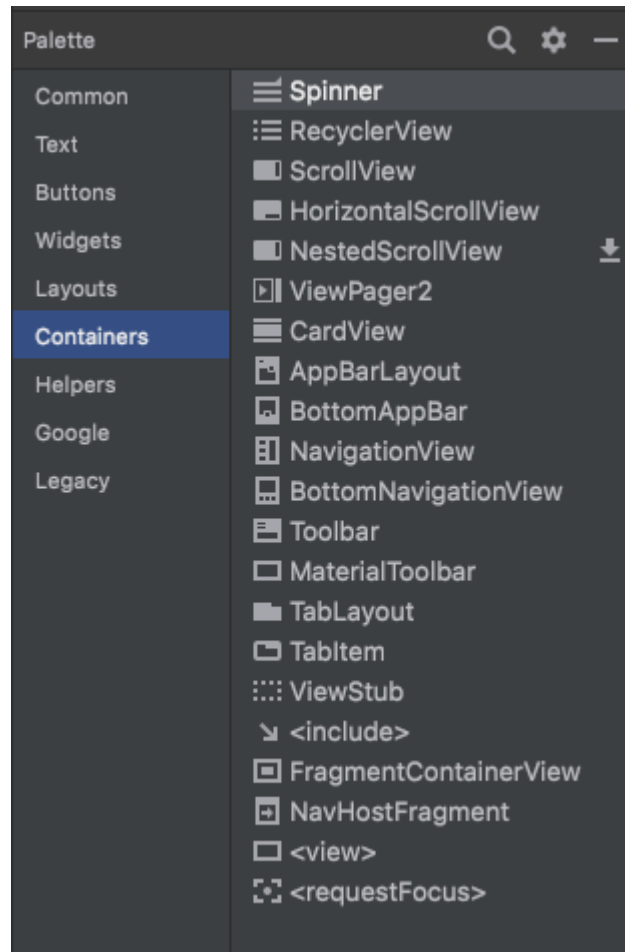 Palette
Common
Text
Buttons
Widgets
Layouts
Containers
Helpers
Google
Legacy
Spinner
RecyclerView
ScrollView
HorizontalScrollView
NestedScrollView
ViewPager2
CardView
AppBarLayout
BottomAppBar
NavigationView
BottomNavigationView
Toolbar
MaterialToolbar
TabLayout
TabItem
ViewStub
<include>
FragmentContainerView
NavHostFragment
<view>
<requestFocus>